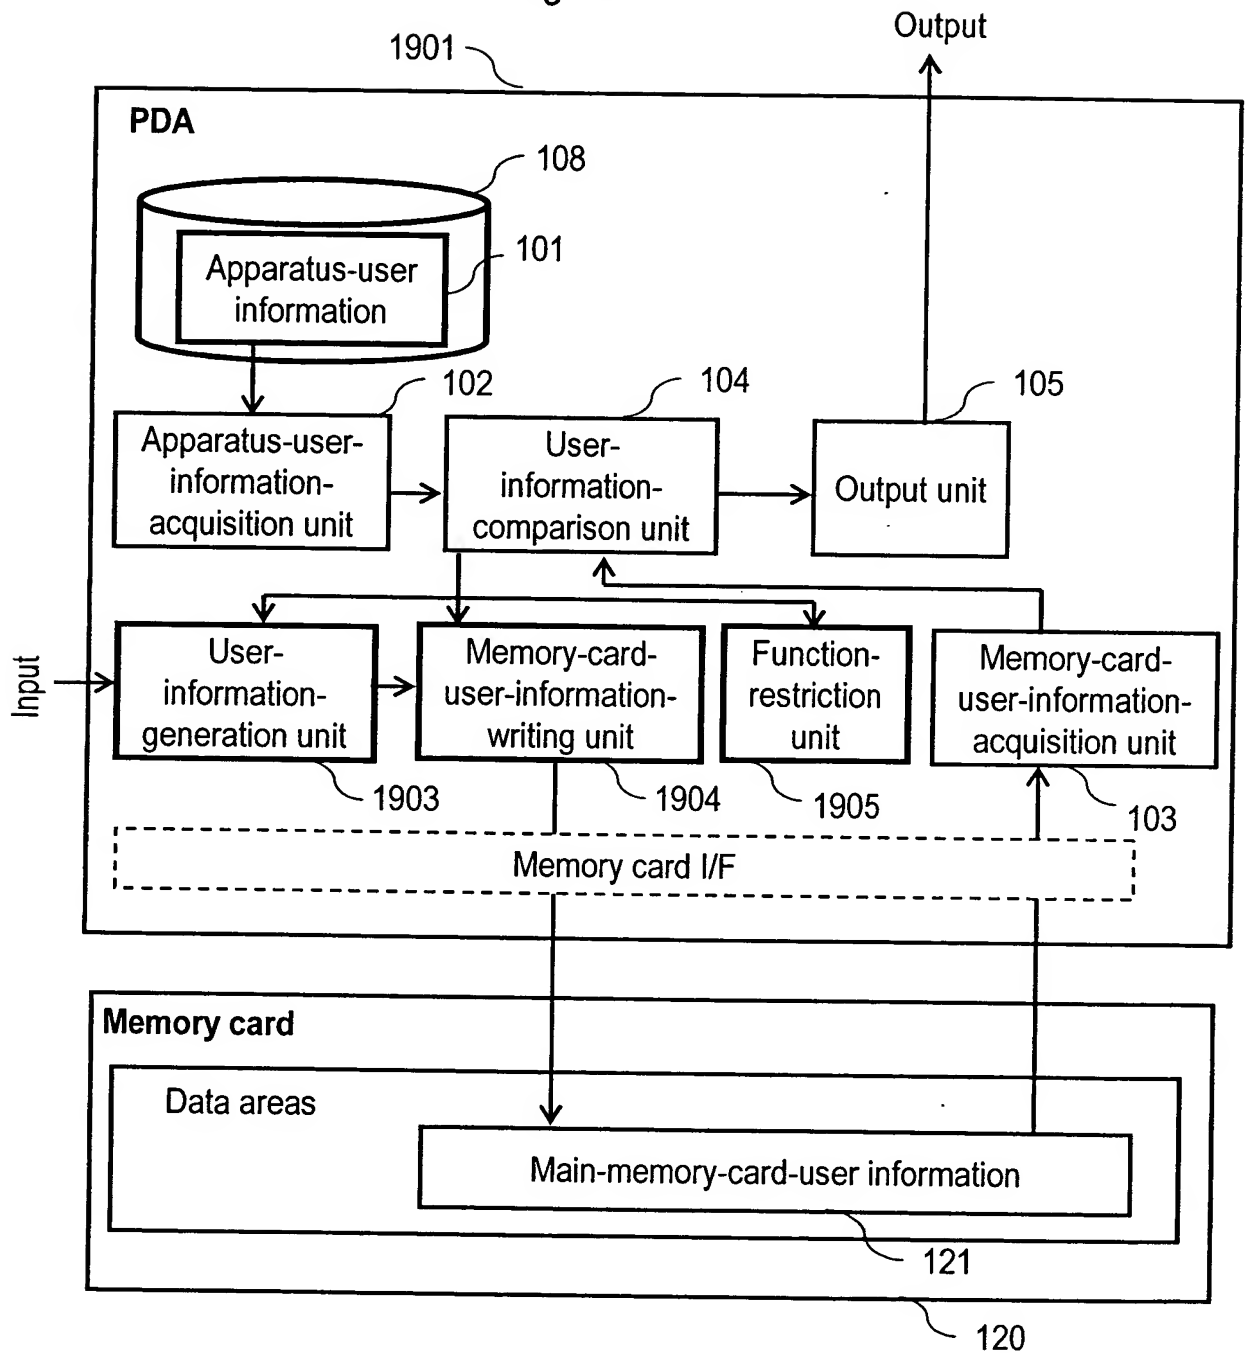 Output
1901
PDA
108
101
Apparatus-user
information
102
104
105
Apparatus-user-
information-
acquisition unit
User-
information-
comparison unit
Output unit
Input
User-
information-
generation unit
Memory-card-
user-information-
writing unit
Function-
restriction
unit
Memory-card-
user-information-
acquisition unit
1903
1904
1905
103
Memory card I/F
Memory card
Data areas
Main-memory-card-user information
121
120